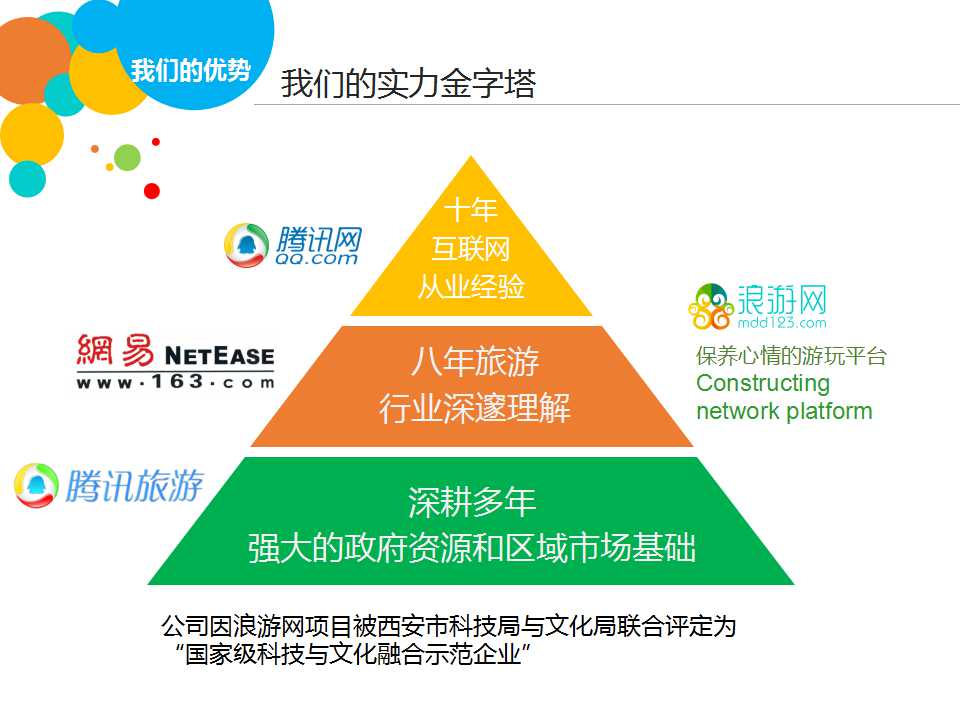 我们的优势
我们的实力金字塔
十年
互联网
从业经验
腾讯网
QQ.com
浪游网
mdd123.com
網易 NETEASE
www.163.com
八年旅游
行业深邃理解
保养心情的游玩平台
Constructing
network platform
腾讯旅游
深耕多年
强大的政府资源和区域市场基础
公司因浪游网项目被西安市科技局与文化局联合评定为
“国家级科技与文化融合示范企业”